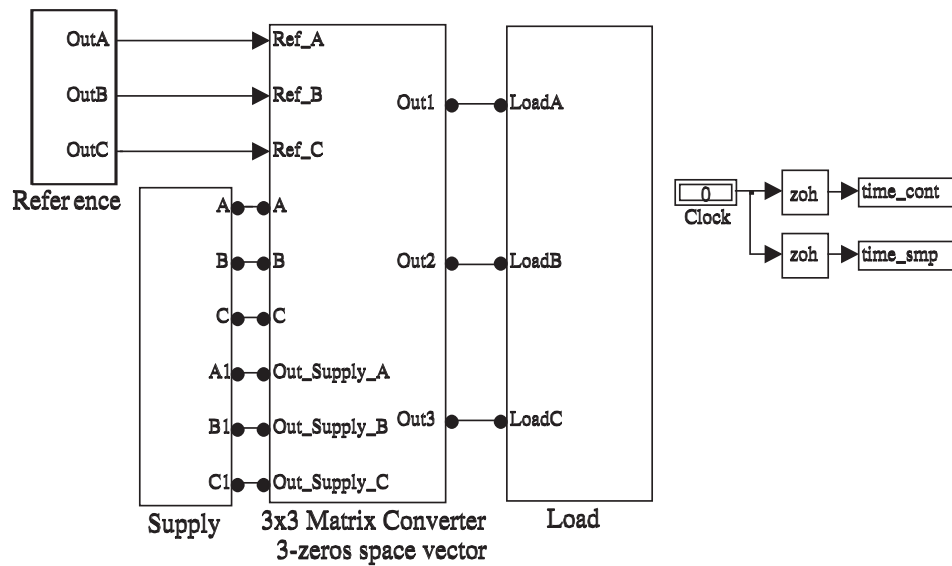 OutA
OutB
OutC
Reference
Ref_A
Ref_B
Ref_C
A
B
C
A1
B1
C1
Supply
A
B
C
Out_Supply_A
Out_Supply_B
Out_Supply_C
Out1
Out2
Out3
3x3 Matrix Converter
3-zeros space vector
LoadA
LoadB
LoadC
Load
0
Clock
zoh
time_cont
zoh
time_smp